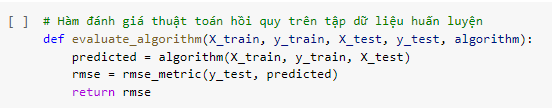 [ ] # Hàm đánh giá thuật toán hồi quy trên tập dữ liệu huấn luyện
def evaluate_algorithm(X_train, y_train, X_test, y_test, algorithm):
    predicted = algorithm(X_train, y_train, X_test)
    rmse = rmse_metric(y_test, predicted)
    return rmse